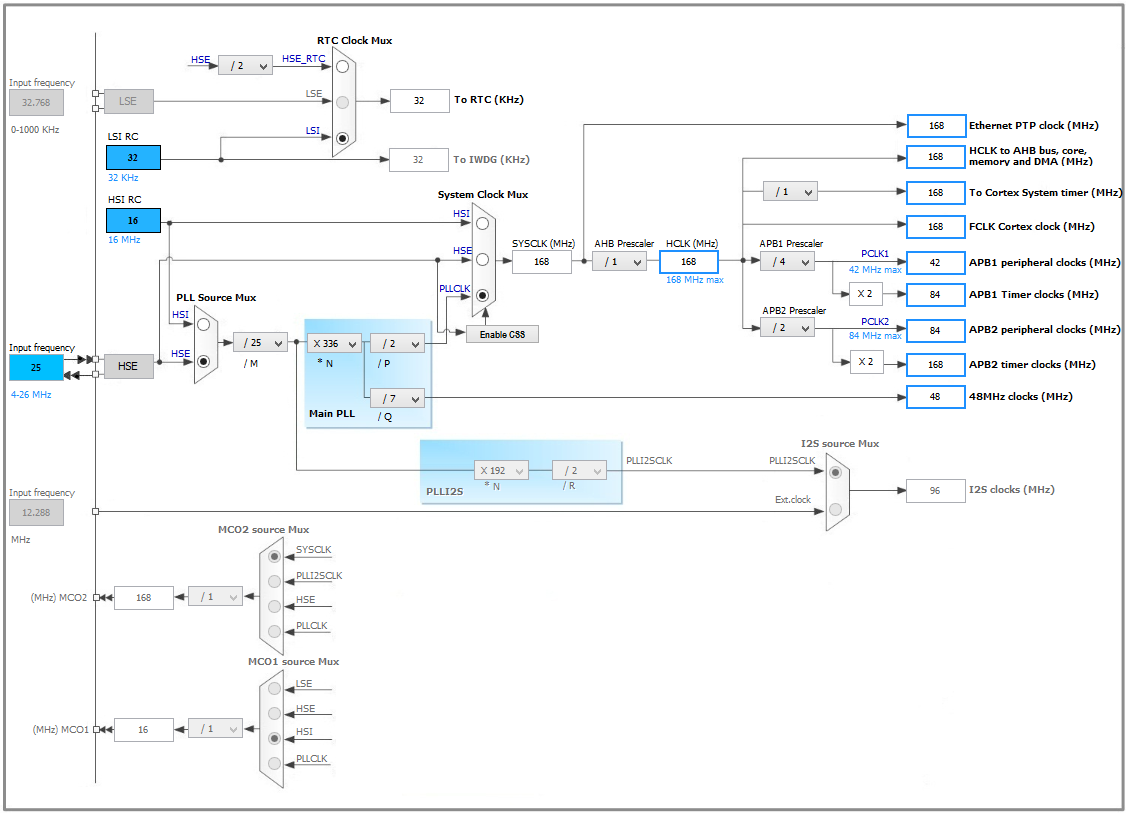 RTC Clock Mux
HSE
/ 2
HSE_RTC
Input frequency
32.768
0-1000 KHz
LSE
LSE
32
To RTC (KHz)
LSI RC
32
32 KHz
LSI
32
To IWDG (KHz)
HSI RC
16
16 MHz
System Clock Mux
HSI
HSE
PLLCLK
SYSCLK (MHz)
168
AHB Prescaler
/ 1
HCLK (MHz)
168
168 MHz max
Enable CSS
168
Ethernet PTP clock (MHz)
168
HCLK to AHB bus, core,
memory and DMA (MHz)
/ 1
168
To Cortex System timer (MHz)
168
FCLK Cortex clock (MHz)
APB1 Prescaler
/ 4
PCLK1
42 MHz max
42
APB1 peripheral clocks (MHz)
X 2
84
APB1 Timer clocks (MHz)
APB2 Prescaler
/ 2
PCLK2
84 MHz max
84
APB2 peripheral clocks (MHz)
X 2
168
APB2 timer clocks (MHz)
48
48MHz clocks (MHz)
PLL Source Mux
HSI
HSE
Input frequency
25
4-26 MHz
HSE
/ 25
/ M
X 336
* N
/ 2
/ P
/ 7
/ Q
Main PLL
PLLI2S
X 192
* N
/ 2
/ R
PLLI2SCLK
I2S source Mux
PLLI2SCLK
Ext.clock
96
I2S clocks (MHz)
Input frequency
12.288
MHz
MCO2 source Mux
SYSCLK
PLLI2SCLK
HSE
PLLCLK
(MHz) MCO2
168
/ 1
MCO1 source Mux
LSE
HSE
HSI
PLLCLK
(MHz) MCO1
16
/ 1